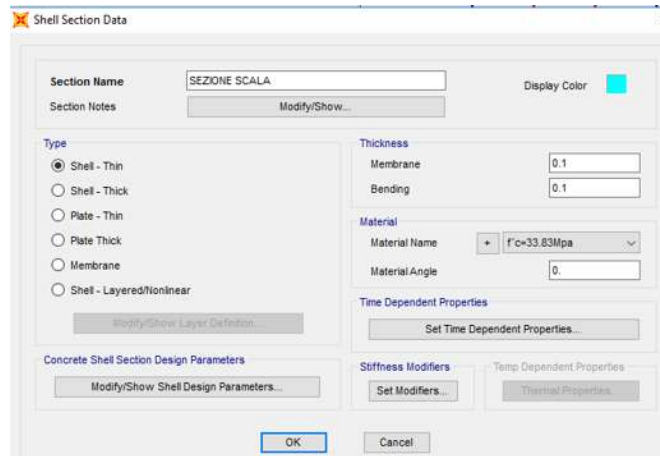 Shell Section Data
Section Name SEZIONE SCALA Display Color
Section Notes Modify/Show...
Type
Shell - Thin
Shell - Thick
Plate - Thin
Plate Thick
Membrane
Shell - Layered/Nonlinear
Modify/Show Layer Definition...
Concrete Shell Section Design Parameters
Modify/Show Shell Design Parameters...
Thickness
Membrane 0.1
Bending 0.1
Material
Material Name + f'c=33.83Mpa
Material Angle 0.
Time Dependent Properties
Set Time Dependent Properties...
Stiffness Modifiers
Set Modifiers...
Temp Dependent Properties
Thermal Properties...
OK Cancel